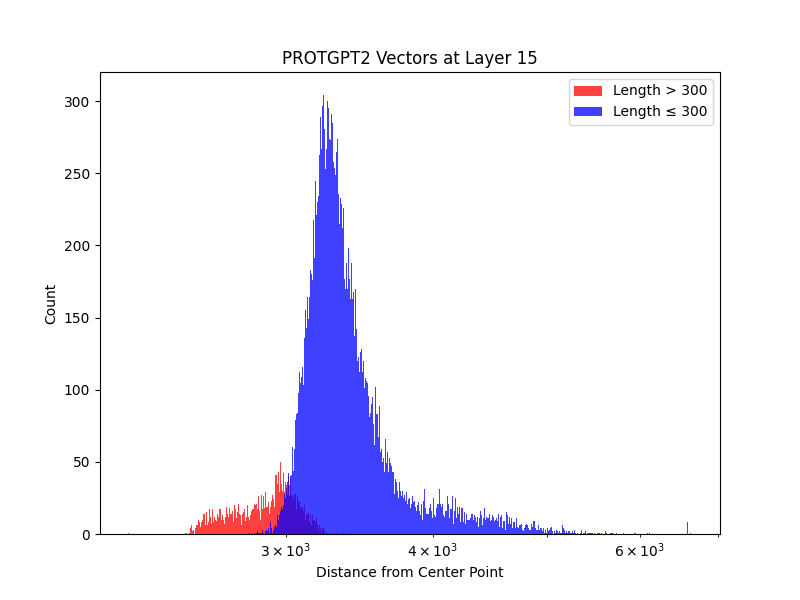 PROTGPT2 Vectors at Layer 15
Length > 300
Length ≤ 300
300
250
200
150
100
50
0
Count
3 × 10³
4 × 10³
6 × 10³
Distance from Center Point